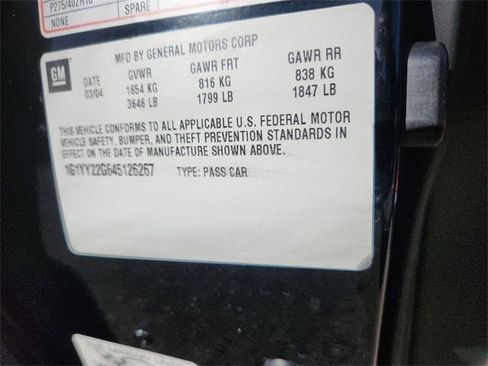 P275/40ZR18
NONE SPARE
MFD BY GENERAL MOTORS CORP
GM DATE GVWR GAWR FRT GAWR RR
03/04 1654 KG 816 KG 838 KG
3646 LB 1799 LB 1847 LB
THIS VEHICLE CONFORMS TO ALL APPLICABLE U.S. FEDERAL MOTOR
VEHICLE SAFETY, BUMPER, AND THEFT PREVENTION STANDARDS IN
EFFECT ON THE DATE OF MANUFACTURE SHOWN ABOVE.
1G1YY22G645126267 TYPE: PASS CAR